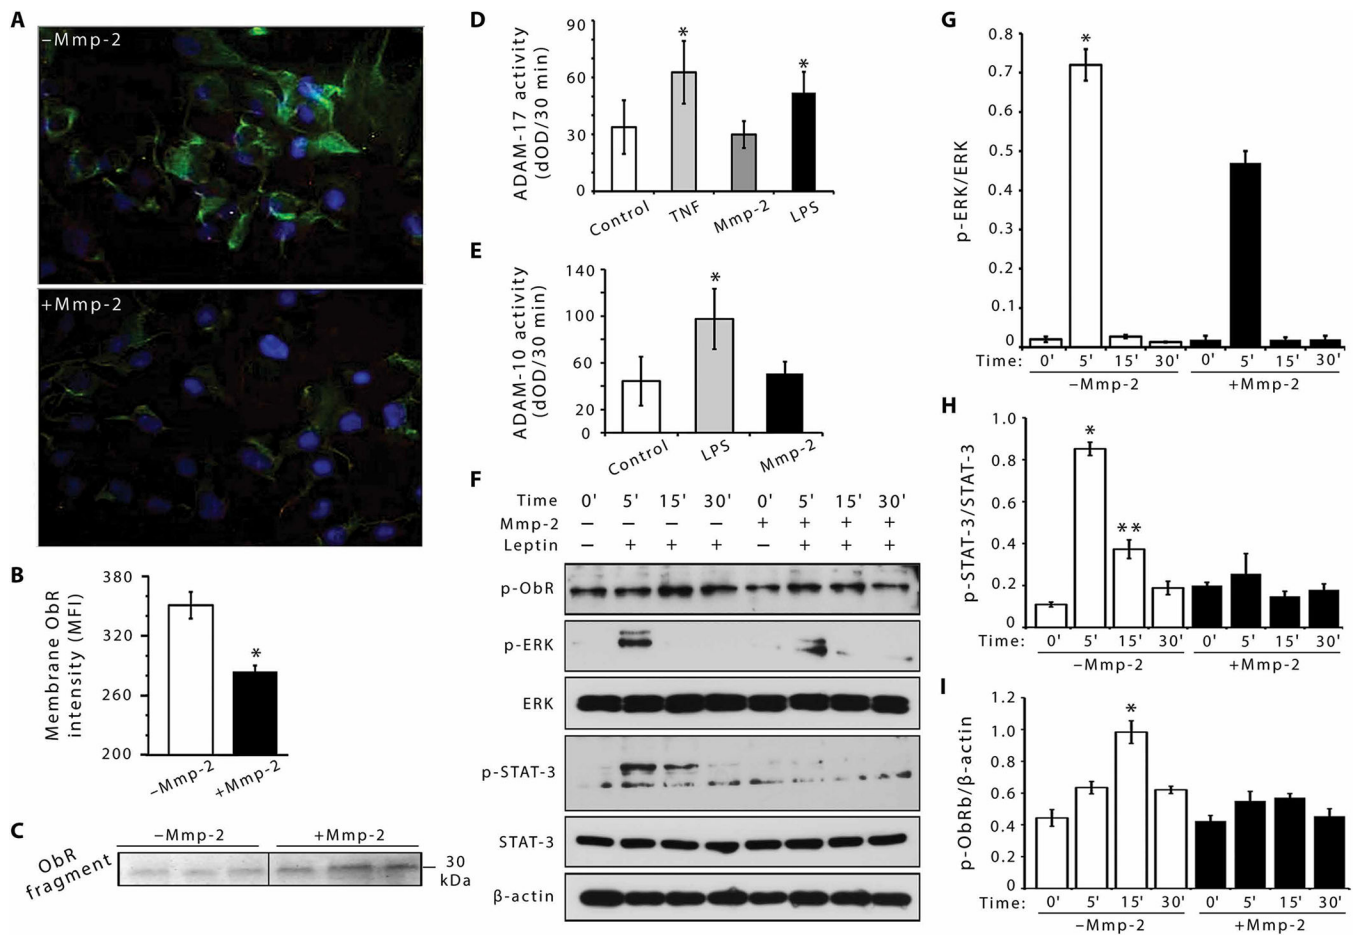 A
–Mmp-2
+Mmp-2
B
Membrane ObR
intensity (MFI)
380
320
260
200
–Mmp-2
+Mmp-2
*
C
–Mmp-2
+Mmp-2
ObR
fragment
30
kDa
D
ADAM-17 activity
(dOD/30 min)
90
60
30
0
*
*
Control
TNF
Mmp-2
LPS
E
ADAM-10 activity
(dOD/30 min)
140
100
60
20
0
*
Control
LPS
Mmp-2
F
Time 0' 5' 15' 30' 0' 5' 15' 30'
Mmp-2 – – – – + + + +
Leptin – + + + – + + +
p-ObR
p-ERK
ERK
p-STAT-3
STAT-3
β-actin
G
p-ERK/ERK
0.8
0.7
0.5
0.4
0.3
0.2
0.1
0
*
Time: 0' 5' 15' 30' 0' 5' 15' 30'
–Mmp-2
+Mmp-2
H
p-STAT-3/STAT-3
1.0
0.8
0.6
0.4
0.2
0
*
**
Time: 0' 5' 15' 30' 0' 5' 15' 30'
–Mmp-2
+Mmp-2
I
p-ObRb/β-actin
1.2
1.0
0.8
0.6
0.4
0.2
0
*
Time: 0' 5' 15' 30' 0' 5' 15' 30'
–Mmp-2
+Mmp-2